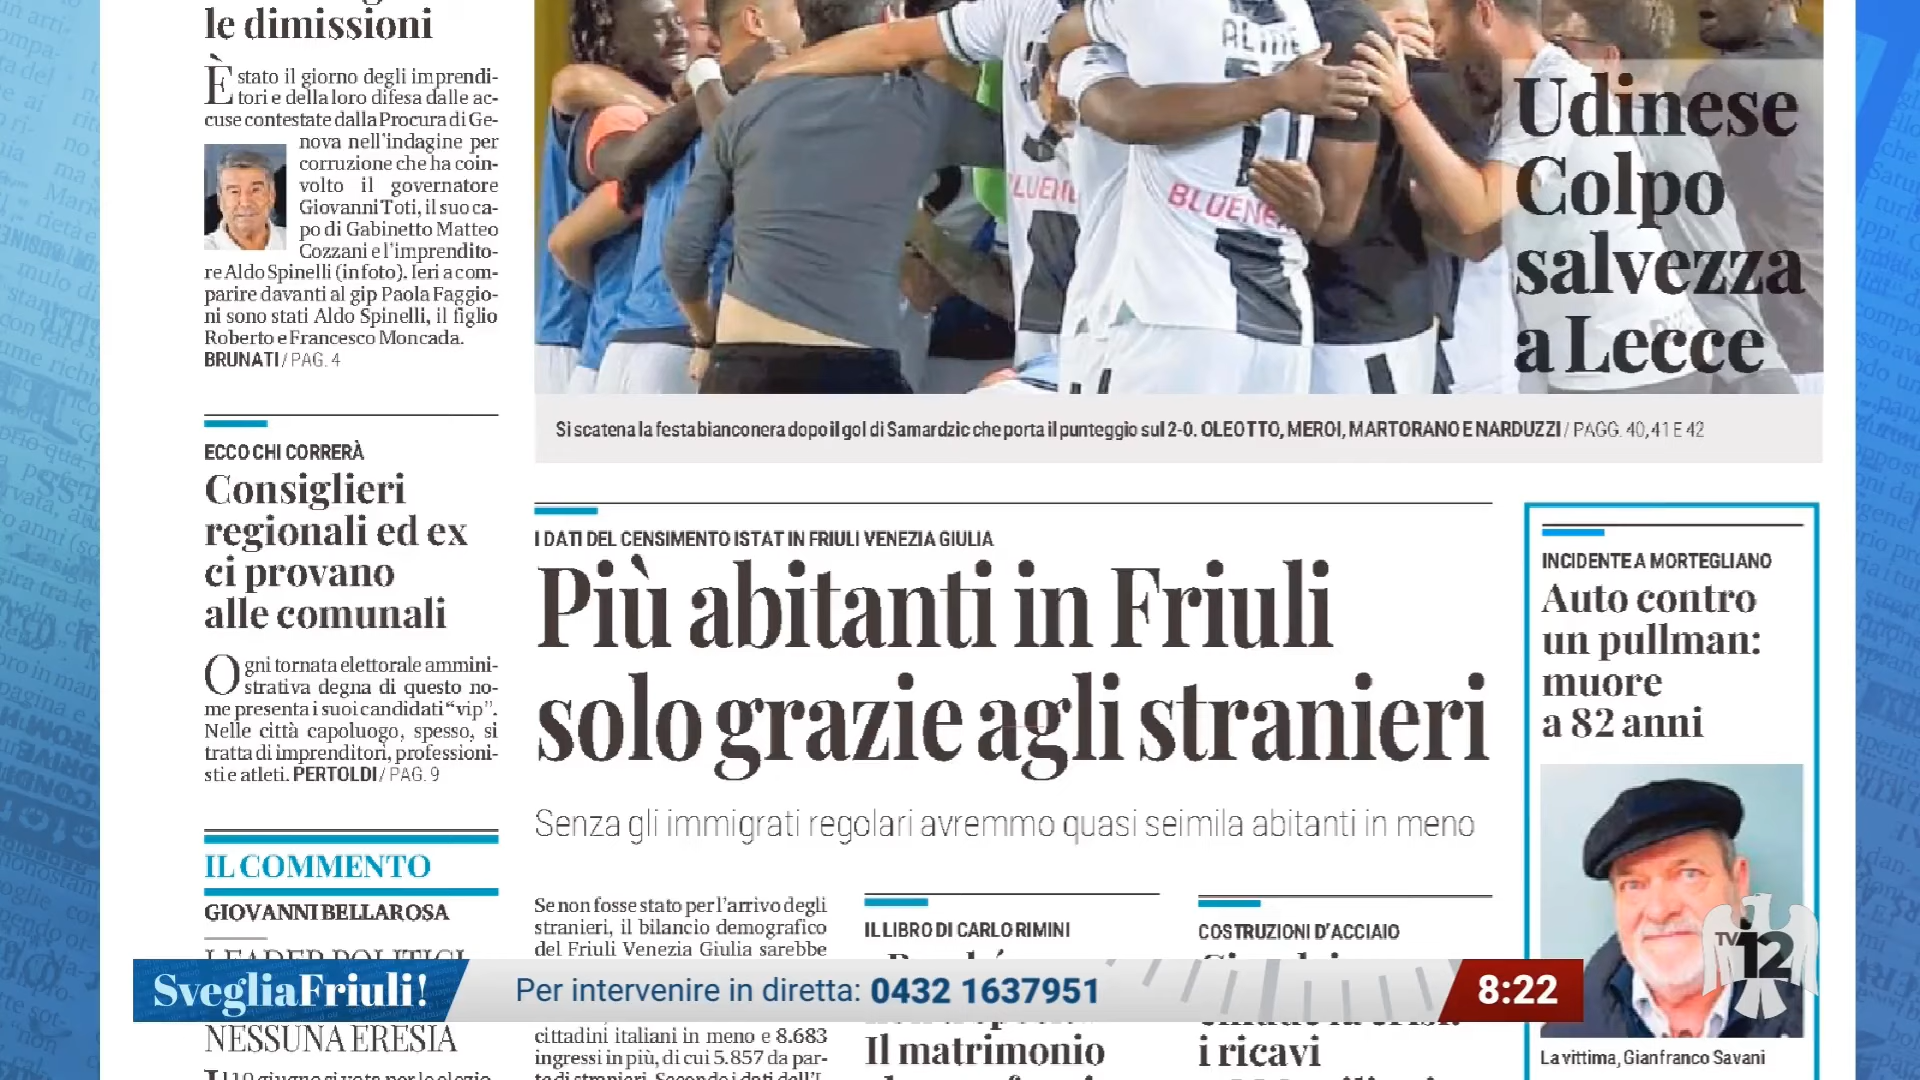 le dimissioni
È stato il giorno degli imprendi-
tori e della loro difesa dalle ac-
cuse contestate dalla Procura di Ge-
nova nell'indagine per
corruzione che ha coin-
volto il governatore
Giovanni Toti, il suo ca-
po di Gabinetto Matteo
Cozzani e l'imprendito-
re Aldo Spinelli (in foto). Ieri a com-
parire davanti al gip Paola Faggio-
ni sono stati Aldo Spinelli, il figlio
Roberto e Francesco Moncada.
BRUNATI / PAG. 4
ECCO CHI CORRERÀ
Consiglieri
regionali ed ex
ci provano
alle comunali
Ogni tornata elettorale ammini-
strativa degna di questo no-
me presenta i suoi candidati “vip”.
Nelle città capoluogo, spesso, si
tratta di imprenditori, professioni-
sti e atleti. PERTOLDI / PAG. 9
IL COMMENTO
GIOVANNI BELLAROSA
LEADER POLITICI
NESSUNA ERESIA
BLUENE
Udinese
Colpo
salvezza
a Lecce
Si scatena la festa bianconera dopo il gol di Samardzic che porta il punteggio sul 2-0. OLEOTTO, MEROI, MARTORANO E NARDUZZI / PAGG. 40, 41 E 42
I DATI DEL CENSIMENTO ISTAT IN FRIULI VENEZIA GIULIA
Più abitanti in Friuli
solo grazie agli stranieri
Senza gli immigrati regolari avremmo quasi seimila abitanti in meno
Se non fosse stato per l'arrivo degli
stranieri, il bilancio demografico
del Friuli Venezia Giulia sarebbe
cittadini italiani in meno e 8.683
ingressi in più, di cui 5.857 da par-
te di stranieri. Secondo i dati dell'I-
IL LIBRO DI CARLO RIMINI
Il matrimonio
COSTRUZIONI D'ACCIAIO
i ricavi
INCIDENTE A MORTEGLIANO
Auto contro
un pullman:
muore
a 82 anni
La vittima, Gianfranco Savani
TV12
SvegliaFriuli!
Per intervenire in diretta: 0432 1637951
8:22